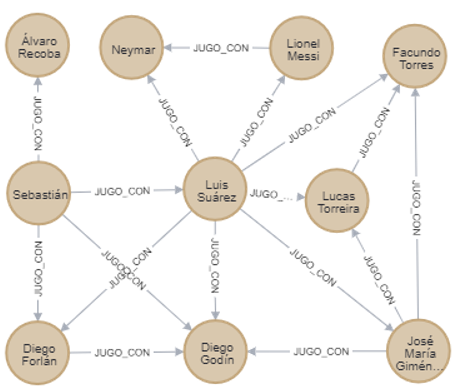 Álvaro
Recoba
Neymar
Lionel
Messi
Facundo
Torres
JUGO_CON
JUGO_CON
JUGO_CON
JUGO_CON
JUGO_CON
JUGO_CON
Sebastián
JUGO_CON
Luis
Suárez
JUGO_...
Lucas
Torreira
JUGO_CON
JUGO_CON
JUGO_CON
JUGO_CON
JUGO_CON
JUGO_CON
JUGO_CON
JUGO_CON
Diego
Forlán
JUGO_CON
Diego
Godín
JUGO_CON
José
María
Gimén...